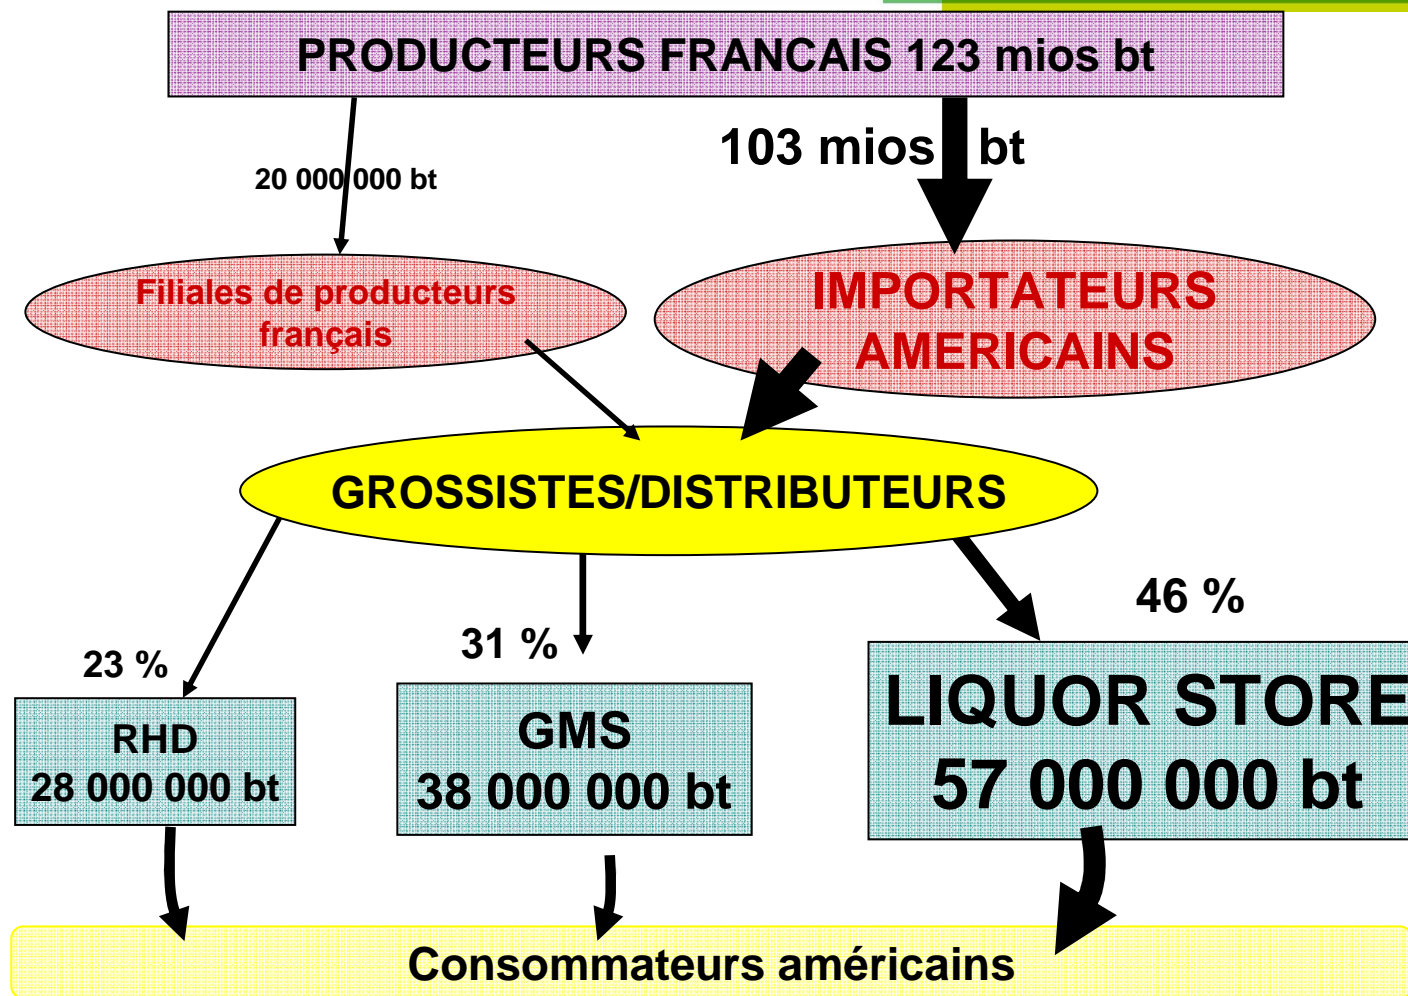 PRODUCTEURS FRANCAIS 123 mios bt
103 mios bt
20 000 000 bt
Filiales de producteurs
français
IMPORTATEURS
AMERICAINS
GROSSISTES/DISTRIBUTEURS
23 %
31 %
46 %
RHD
28 000 000 bt
GMS
38 000 000 bt
LIQUOR STORE
57 000 000 bt
Consommateurs américains